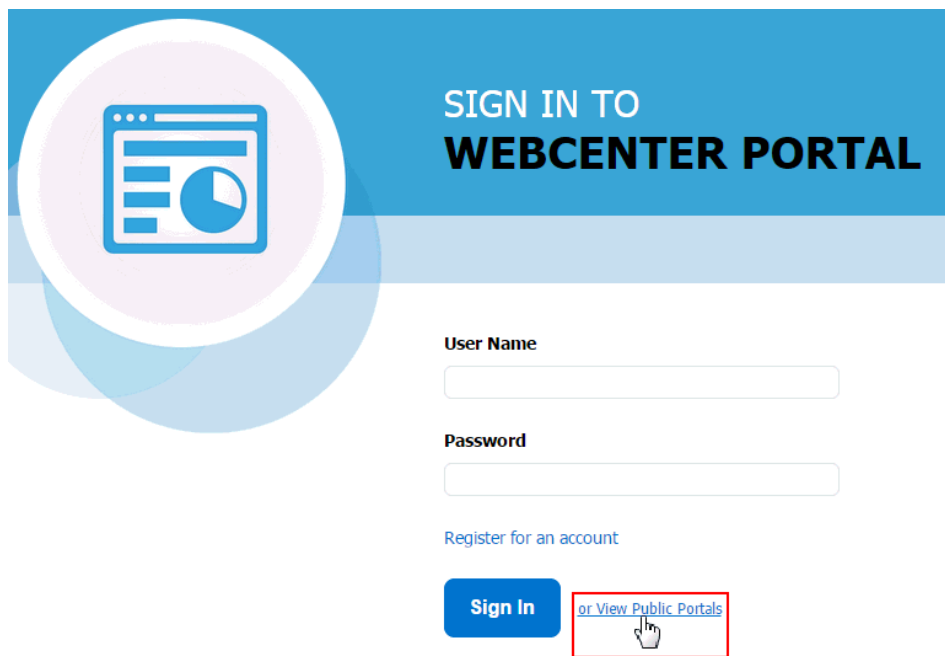 SIGN IN TO
WEBCENTER PORTAL
User Name
Password
Register for an account
Sign In
or View Public Portals